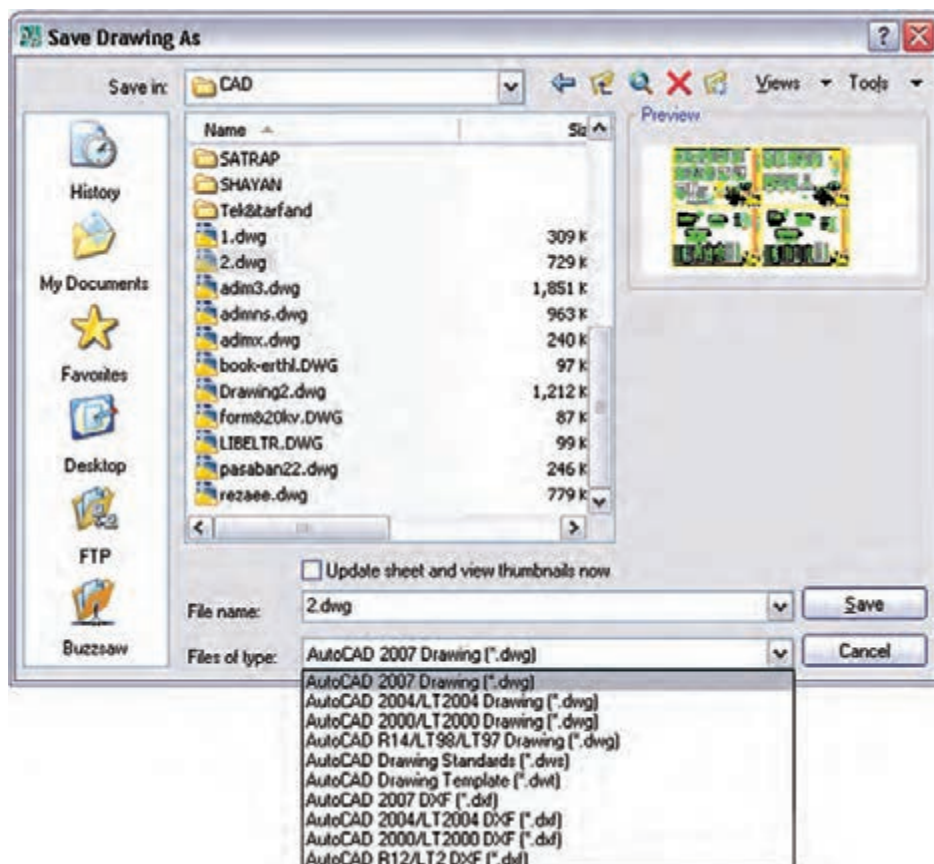 Save Drawing As
Save in:
CAD
Views
Tools
History
My Documents
Favorites
Desktop
FTP
Buzzsaw
Name
Siz
SATRAP
SHAYAN
Tek&tarfand
1.dwg 309 K
2.dwg 729 K
adim3.dwg 1,851 K
adimns.dwg 963 K
adimx.dwg 240 K
book-erthl.DWG 97 K
Drawing2.dwg 1,212 K
form&20kv.DWG 87 K
LIBELTR.DWG 99 K
pasaban22.dwg 246 K
rezaee.dwg 779 K
Preview
Update sheet and view thumbnails now
File name: 2.dwg
Save
Files of type: AutoCAD 2007 Drawing (*.dwg)
Cancel
AutoCAD 2007 Drawing (*.dwg)
AutoCAD 2004/LT2004 Drawing (*.dwg)
AutoCAD 2000/LT2000 Drawing (*.dwg)
AutoCAD R14/LT98/LT97 Drawing (*.dwg)
AutoCAD Drawing Standards (*.dws)
AutoCAD Drawing Template (*.dwt)
AutoCAD 2007 DXF (*.dxf)
AutoCAD 2004/LT2004 DXF (*.dxf)
AutoCAD 2000/LT2000 DXF (*.dxf)
AutoCAD R12/LT2 DXF (*.dxf)